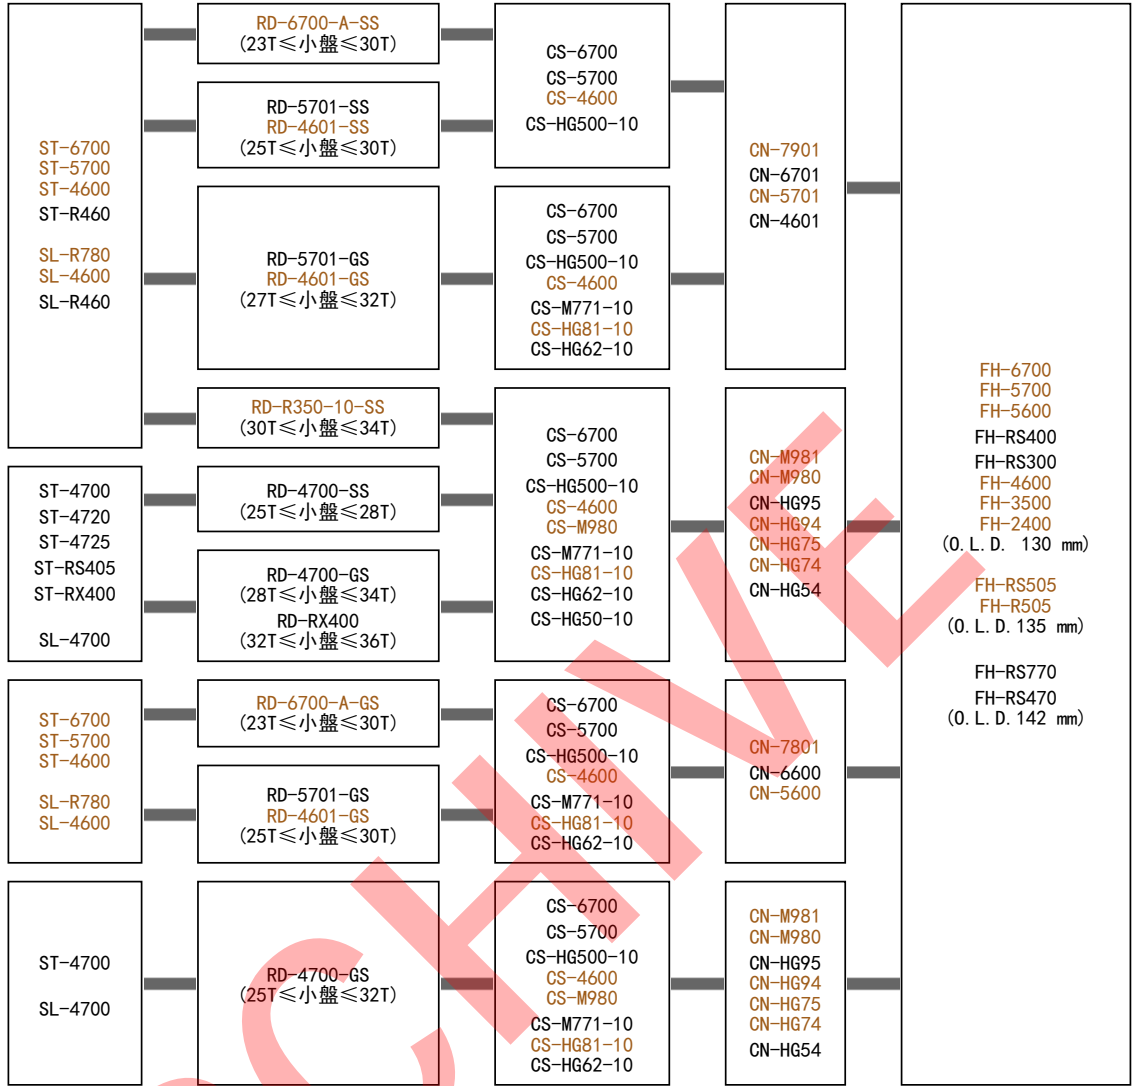 ST-6700
ST-5700
ST-4600
ST-R460
SL-R780
SL-4600
SL-R460
RD-6700-A-SS
(23T≤小盤≤30T)
RD-5701-SS
RD-4601-SS
(25T≤小盤≤30T)
CS-6700
CS-5700
CS-4600
CS-HG500-10
RD-5701-GS
RD-4601-GS
(27T≤小盤≤32T)
CS-6700
CS-5700
CS-HG500-10
CS-4600
CS-M771-10
CS-HG81-10
CS-HG62-10
CN-7901
CN-6701
CN-5701
CN-4601
RD-R350-10-SS
(30T≤小盤≤34T)
ST-4700
ST-4720
ST-4725
ST-RS405
ST-RX400
SL-4700
RD-4700-SS
(25T≤小盤≤28T)
RD-4700-GS
(28T≤小盤≤34T)
RD-RX400
(32T≤小盤≤36T)
CS-6700
CS-5700
CS-HG500-10
CS-4600
CS-M980
CS-M771-10
CS-HG81-10
CS-HG62-10
CS-HG50-10
CN-M981
CN-M980
CN-HG95
CN-HG94
CN-HG75
CN-HG74
CN-HG54
ST-6700
ST-5700
ST-4600
SL-R780
SL-4600
RD-6700-A-GS
(23T≤小盤≤30T)
RD-5701-GS
RD-4601-GS
(25T≤小盤≤30T)
CS-6700
CS-5700
CS-HG500-10
CS-4600
CS-M771-10
CS-HG81-10
CS-HG62-10
CN-7801
CN-6600
CN-5600
ST-4700
SL-4700
RD-4700-GS
(25T≤小盤≤32T)
CS-6700
CS-5700
CS-HG500-10
CS-4600
CS-M980
CS-M771-10
CS-HG81-10
CS-HG62-10
CN-M981
CN-M980
CN-HG95
CN-HG94
CN-HG75
CN-HG74
CN-HG54
FH-6700
FH-5700
FH-5600
FH-RS400
FH-RS300
FH-4600
FH-3500
FH-2400
(O.L.D. 130 mm)
FH-RS505
FH-R505
(O.L.D.135 mm)
FH-RS770
FH-RS470
(O.L.D.142 mm)
CHIVE